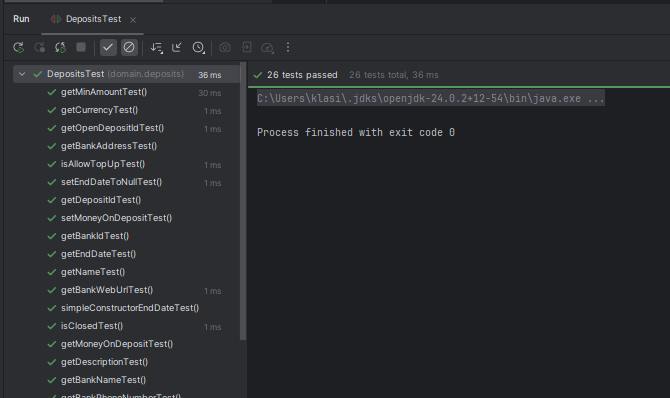 Run
DepositsTest
DepositsTest (domain.deposits) 36 ms
getMinAmountTest() 30 ms
getCurrencyTest() 1 ms
getOpenDepositIdTest() 1 ms
getBankAddressTest()
isAllowTopUpTest() 1 ms
setEndDateToNullTest() 1 ms
getDepositIdTest()
setMoneyOnDepositTest()
getBankIdTest()
getEndDateTest()
getNameTest()
getBankWebUrlTest() 1 ms
simpleConstructorEndDateTest()
isClosedTest() 1 ms
getMoneyOnDepositTest()
getDescriptionTest()
getBankNameTest()
getBankPhoneNumberTest()
26 tests passed 26 tests total, 36 ms
C:\Users\klasi\.jdks\openjdk-24.0.2+12-54\bin\java.exe ...
Process finished with exit code 0